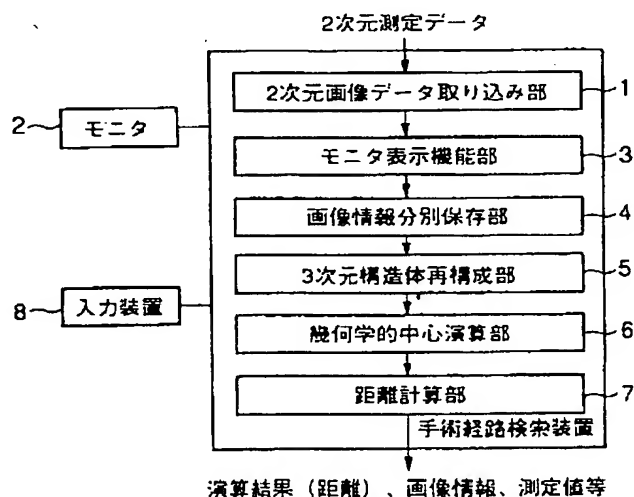 2次元測定データ
2次元画像データ取り込み部 1
2 モニタ
モニタ表示機能部 3
画像情報分別保存部 4
3次元構造体再構成部 5
8 入力装置
幾何学的中心演算部 6
距離計算部 7
手術経路検索装置
演算結果（距離）、画像情報、測定値等